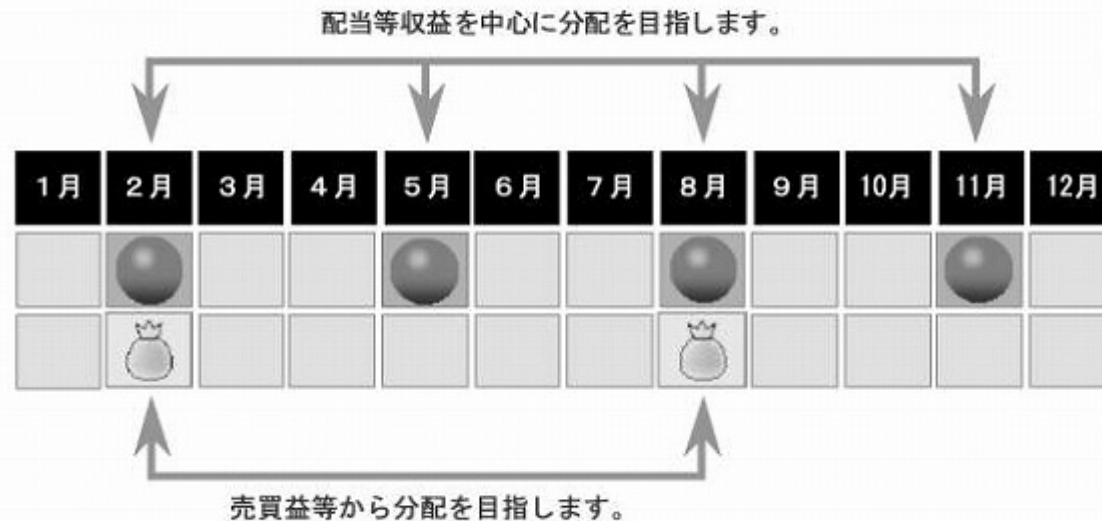 配当等収益を中心に分配を目指します。
1月 2月 3月 4月 5月 6月 7月 8月 9月 10月 11月 12月
売買益等から分配を目指します。